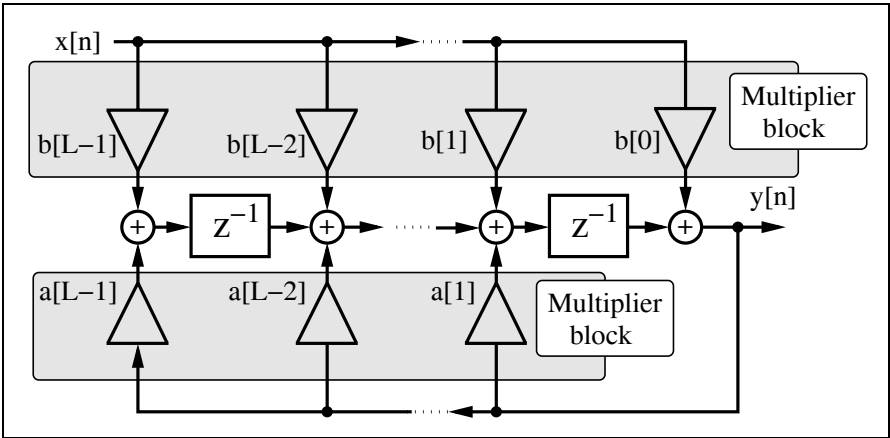 x[n]
Multiplier
block
b[L−1]
b[L−2]
b[1]
b[0]
y[n]
+
z⁻¹
+
+
z⁻¹
+
a[L−1]
a[L−2]
a[1]
Multiplier
block